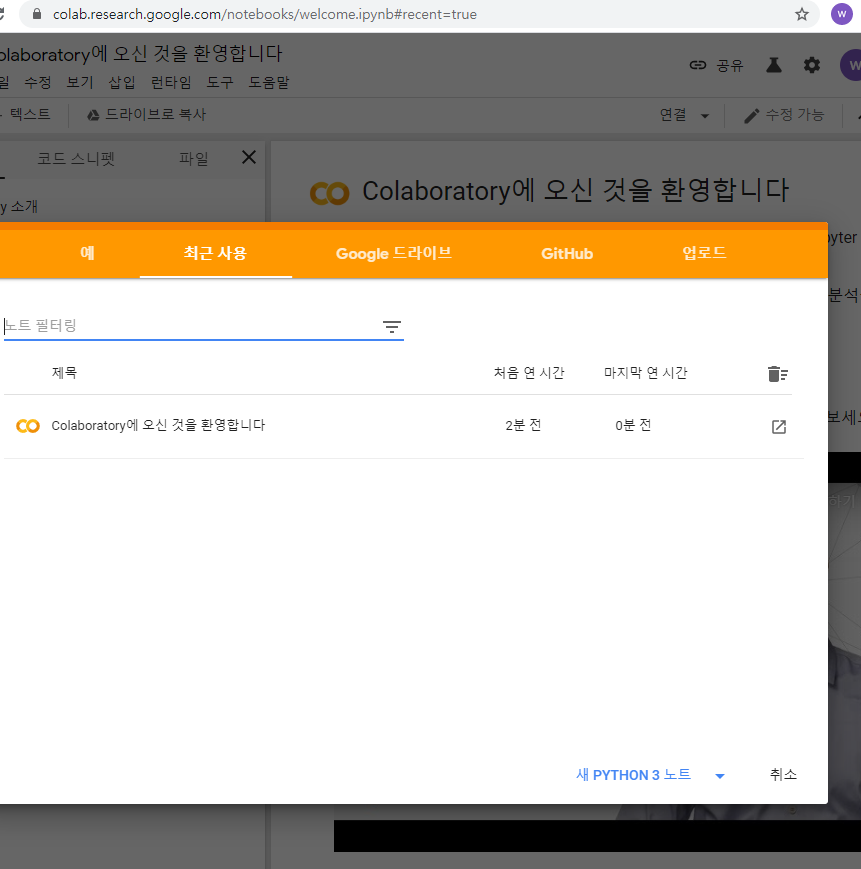 colab.research.google.com/notebooks/welcome.ipynb#recent=true
w
olaboratory에 오신 것을 환영합니다
일 수정 보기 삽입 런타임 도구 도움말
공유
W
텍스트 드라이브로 복사
연결 수정 가능
코드 스니펫 파일
Colaboratory에 오신 것을 환영합니다
y 소개
pyter
예 최근 사용 Google 드라이브 GitHub 업로드
분석
노트 필터링
제목 처음 연 시간 마지막 연 시간
Colaboratory에 오신 것을 환영합니다 2분 전 0분 전
보세요
하기
새 PYTHON 3 노트 취소